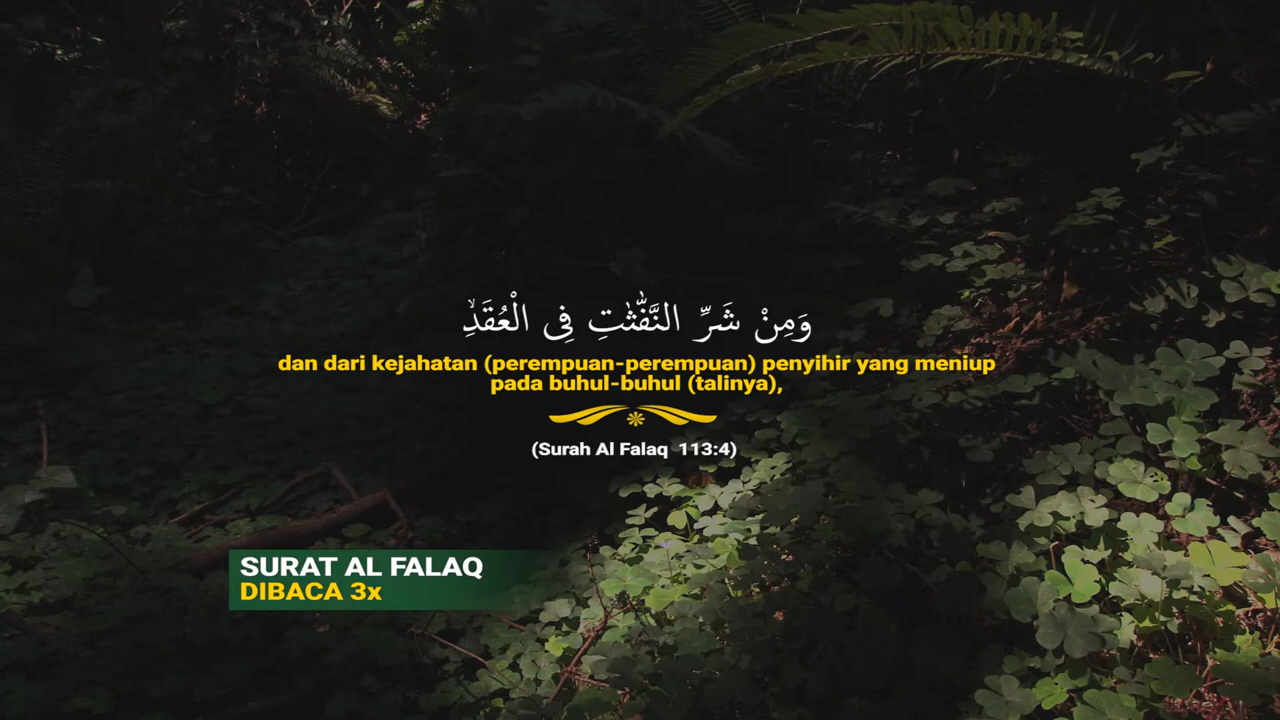 وَمِنْ شَرِّ النَّفّٰثٰتِ فِى الْعُقَدِۙ
dan dari kejahatan (perempuan-perempuan) penyihir yang meniup
pada buhul-buhul (talinya),
(Surah Al Falaq 113:4)
SURAT AL FALAQ
DIBACA 3x